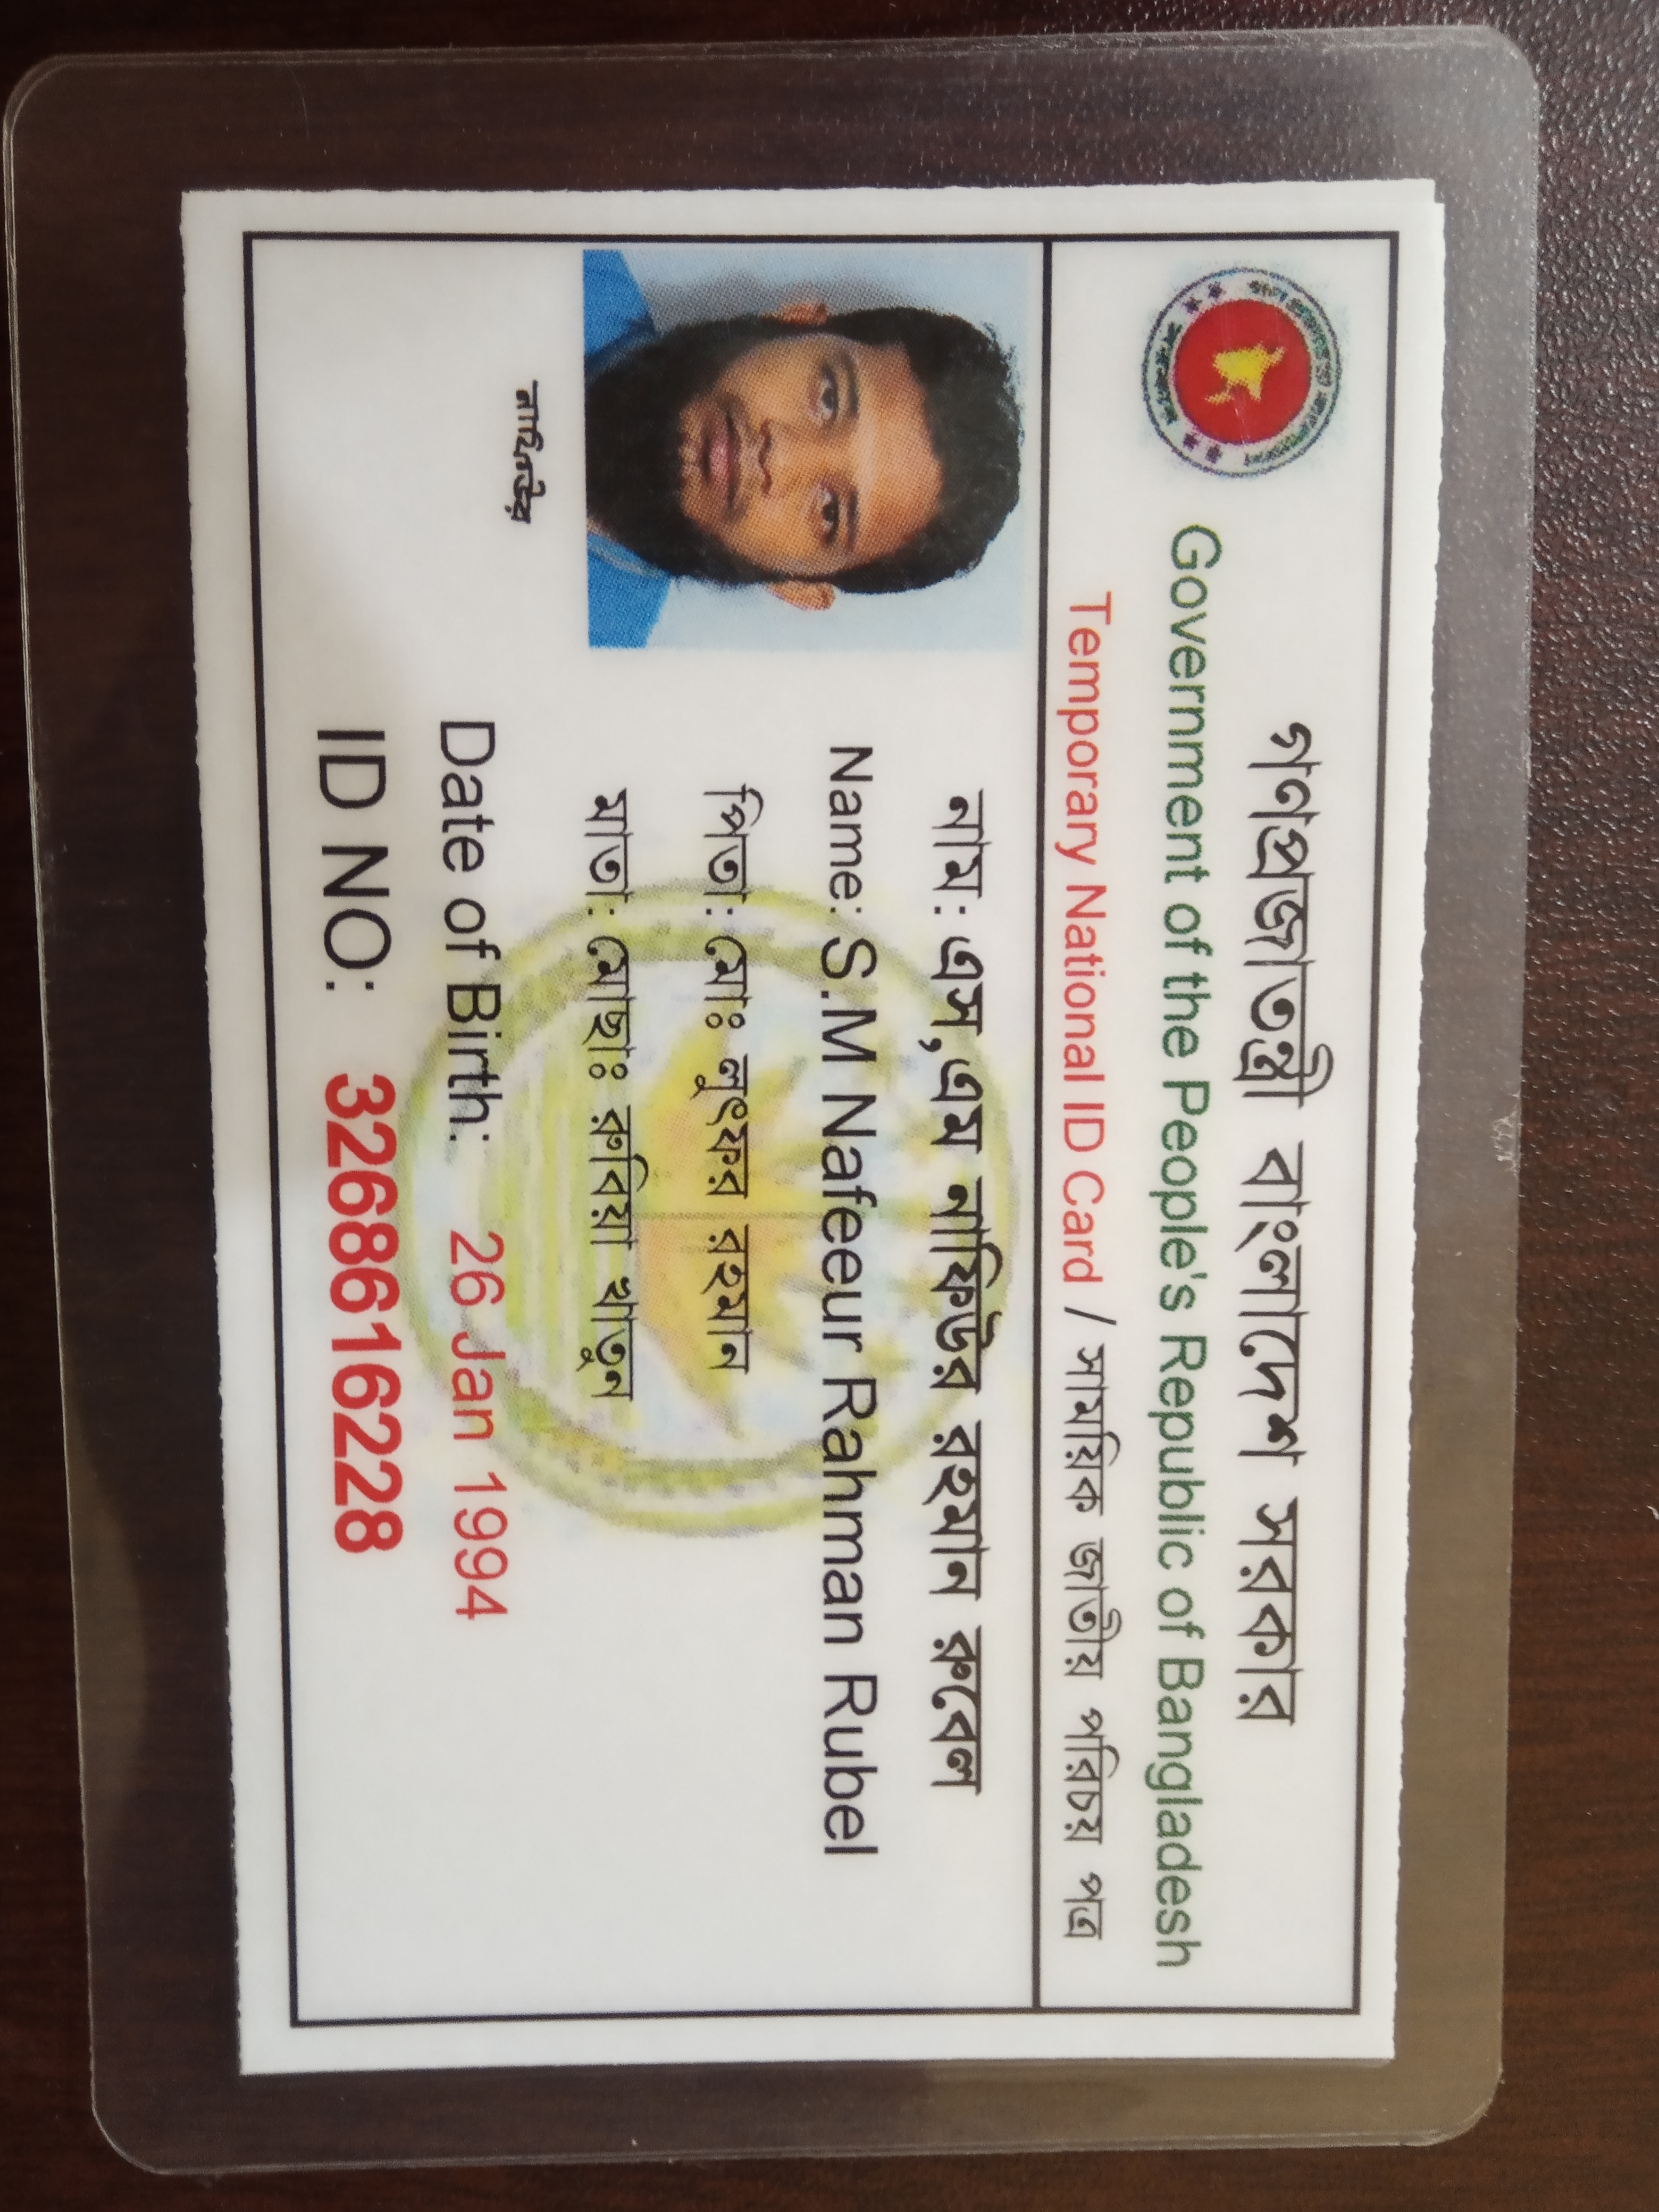 গণপ্রজাতন্ত্রী বাংলাদেশ সরকার
Government of the People's Republic of Bangladesh
Temporary National ID Card / সাময়িক জাতীয় পরিচয় পত্র
নাম: এস,এম নাফিউর রহমান রুবেল
Name: S.M Nafeeur Rahman Rubel
পিতা: মোঃ লুৎফর রহমান
মাতা: মোছাঃ রুবিয়া খাতুন
নাফিউর
Date of Birth: 26 Jan 1994
ID NO: 3268616228